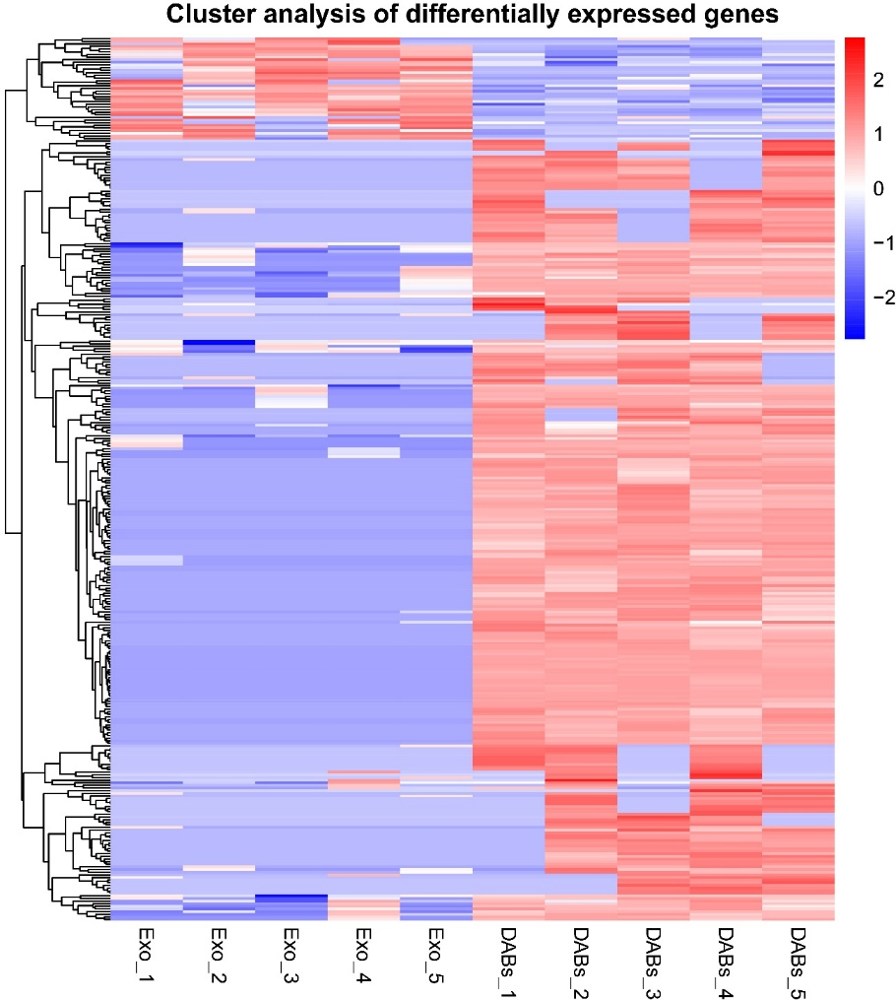 Cluster analysis of differentially expressed genes
2
1
0
−1
−2
Exo_1
Exo_2
Exo_3
Exo_4
Exo_5
DABs_1
DABs_2
DABs_3
DABs_4
DABs_5